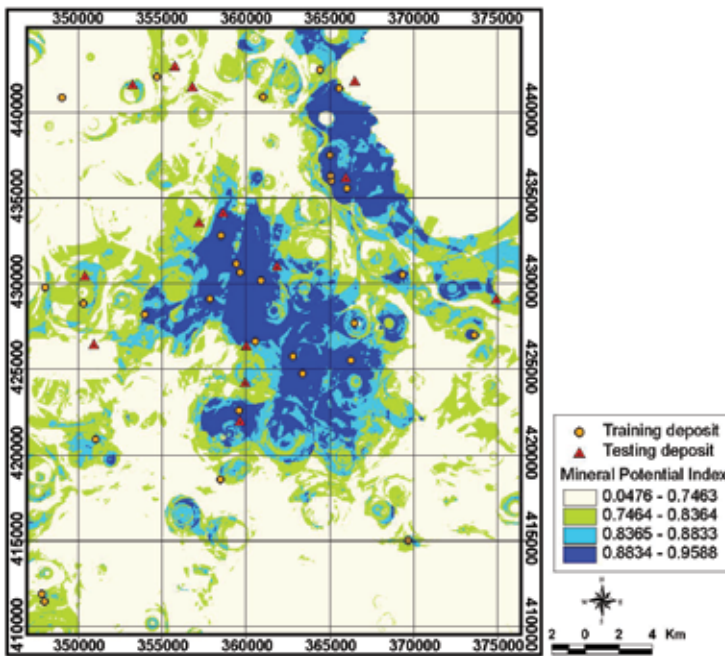 350000 355000 360000 365000 370000 375000
440000 440000
435000 435000
430000 430000
425000 425000
420000 420000
415000 415000
410000 410000
350000 355000 360000 365000 370000 375000
Training deposit
Testing deposit
Mineral Potential Index
0.0476 - 0.7463
0.7464 - 0.8364
0.8365 - 0.8833
0.8834 - 0.9588
2 0 2 4 Km